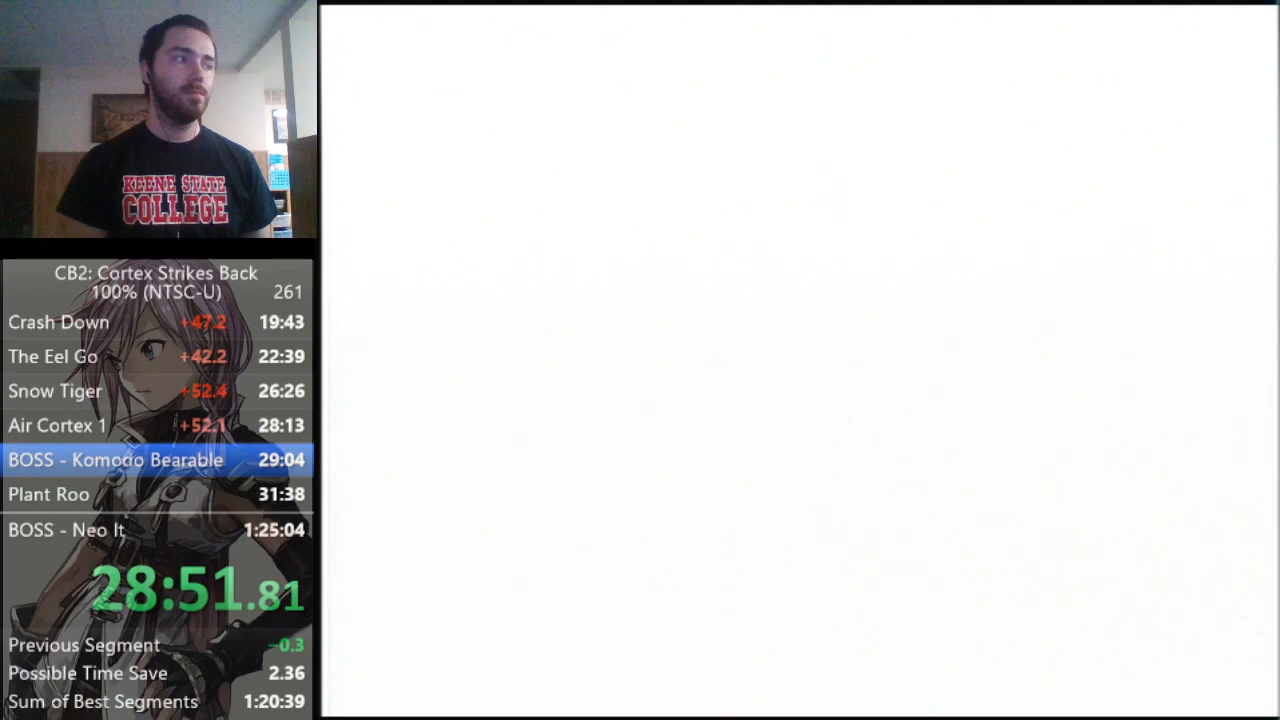 KEENE STATE
COLLEGE
CB2: Cortex Strikes Back
100% (NTSC-U) 261
Crash Down +47.2 19:43
The Eel Go +42.2 22:39
Snow Tiger +52.4 26:26
Air Cortex 1 +52.1 28:13
BOSS - Komodo Bearable 29:04
Plant Roo 31:38
BOSS - Neo It 1:25:04
28:51.81
Previous Segment -0.3
Possible Time Save 2.36
Sum of Best Segments 1:20:39